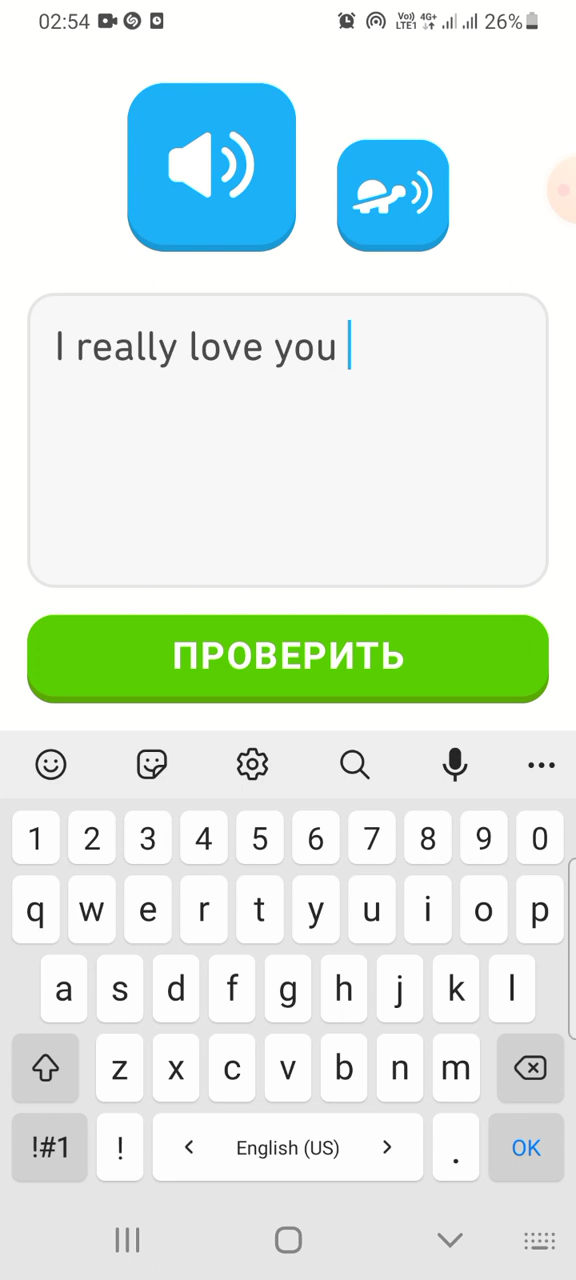 02:54 Vo) LTE1 4G+ 26%
I really love you
ПРОВЕРИТЬ
1 2 3 4 5 6 7 8 9 0
q w e r t y u i o p
a s d f g h j k l
z x c v b n m
!#1 ! < English (US) > . OK